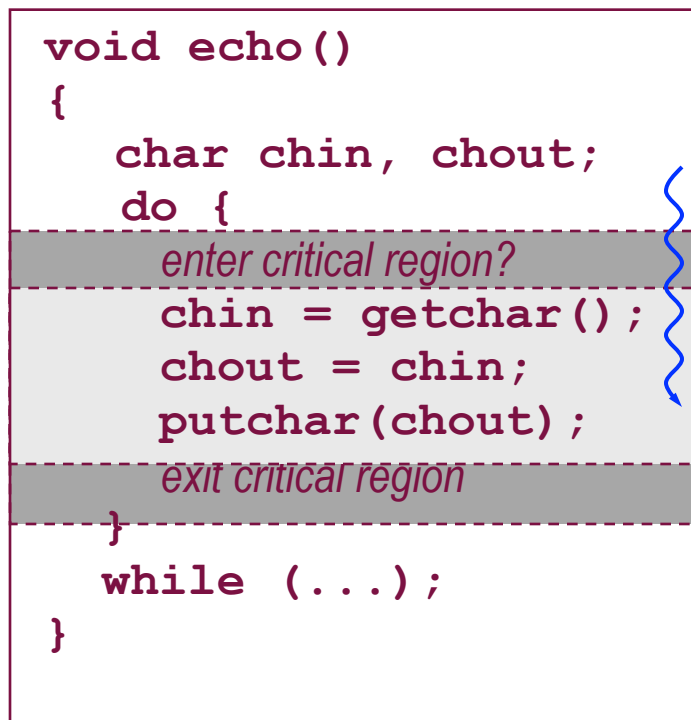 void echo()
{
char chin, chout;
do {
enter critical region?
chin = getchar();
chout = chin;
putchar(chout);
exit critical region
}
while (...);
}